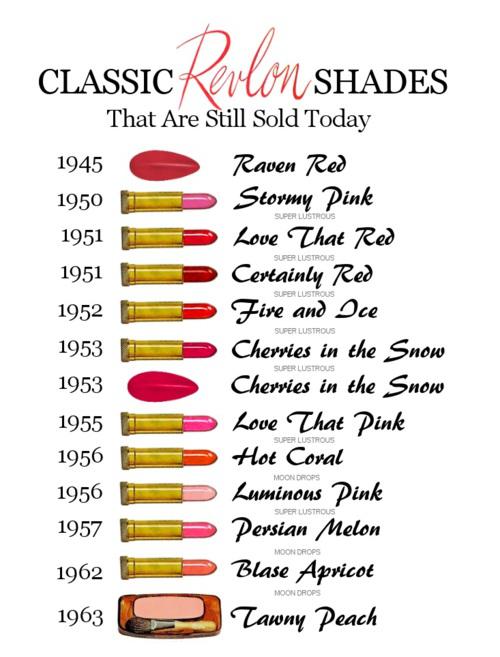 CLASSIC Revlon SHADES
That Are Still Sold Today
1945 Raven Red
1950 Stormy Pink
SUPER LUSTROUS
1951 Love That Red
SUPER LUSTROUS
1951 Certainly Red
SUPER LUSTROUS
1952 Fire and Ice
SUPER LUSTROUS
1953 Cherries in the Snow
SUPER LUSTROUS
1953 Cherries in the Snow
1955 Love That Pink
SUPER LUSTROUS
1956 Hot Coral
MOON DROPS
1956 Luminous Pink
SUPER LUSTROUS
1957 Persian Melon
MOON DROPS
1962 Blase Apricot
MOON DROPS
1963 Tawny Peach